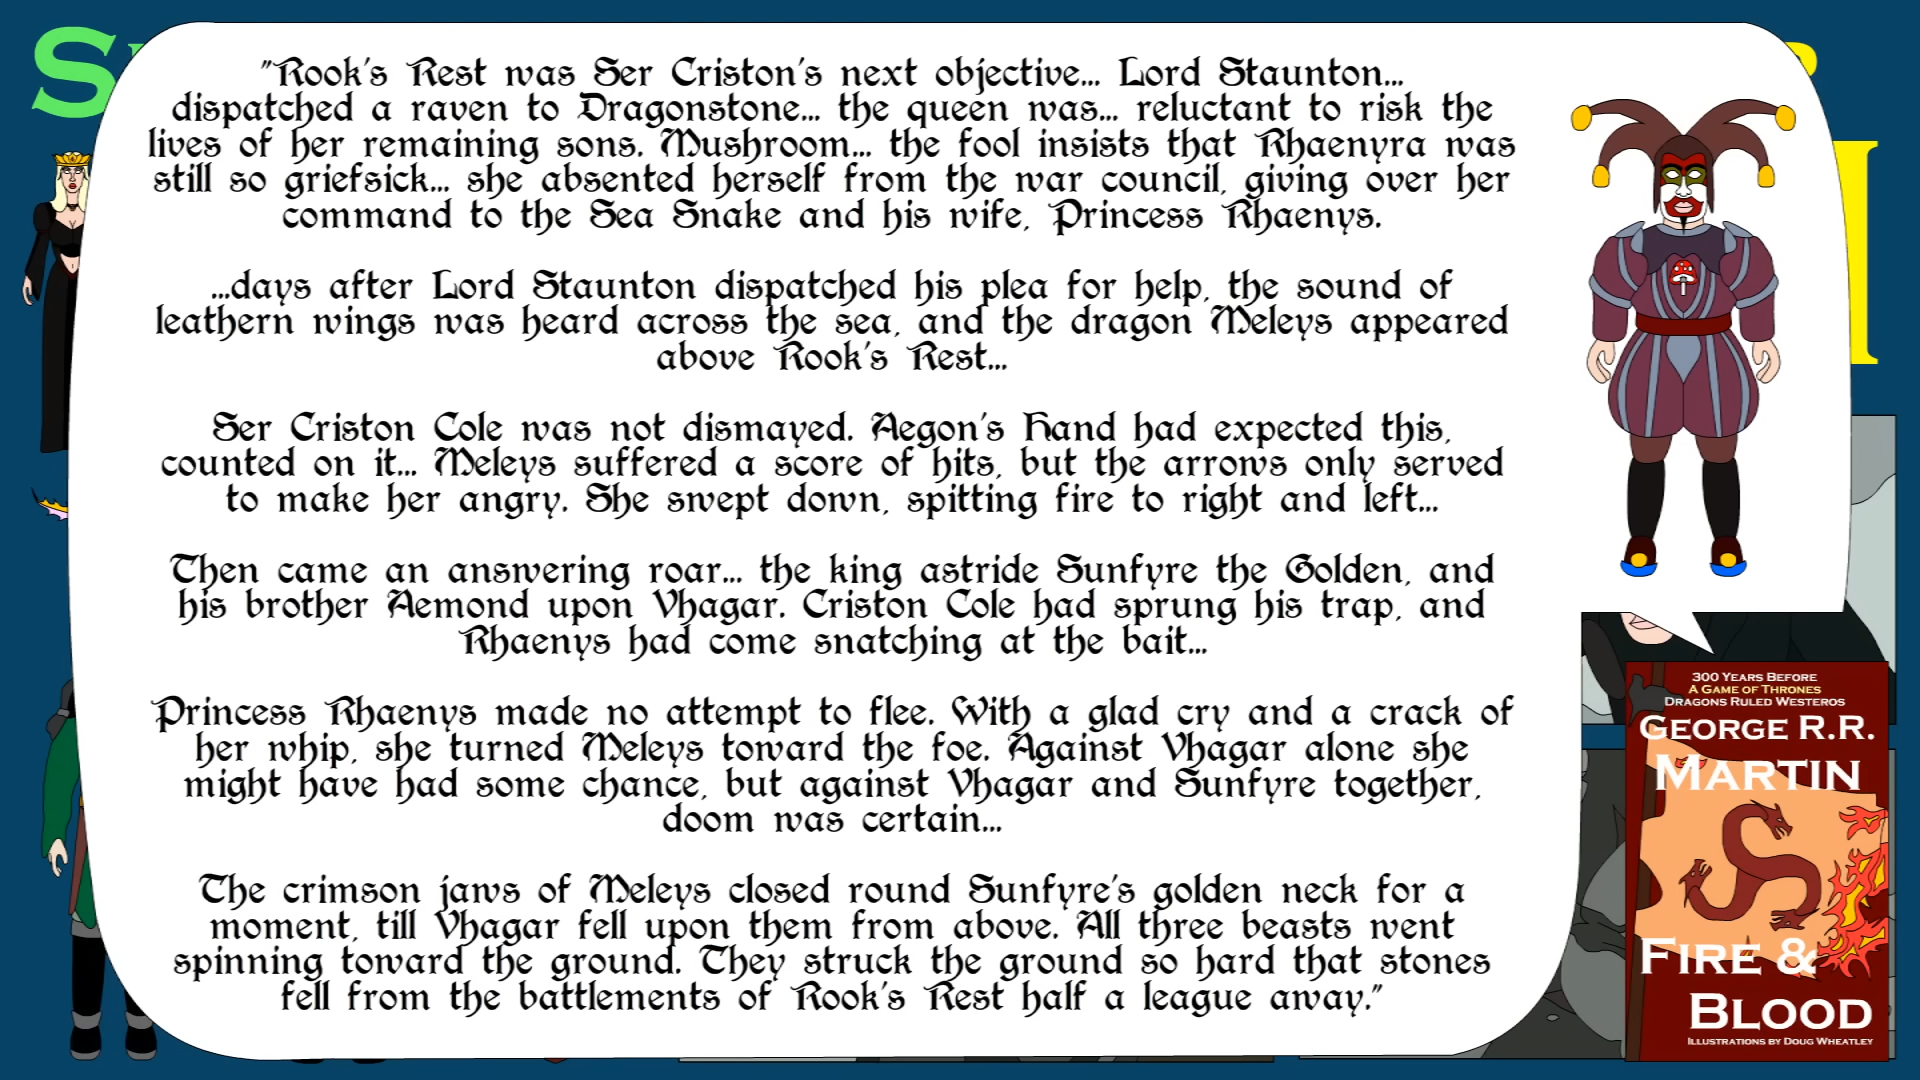 "Rook's Rest was Ser Criston's next objective... Lord Staunton...
dispatched a raven to Dragonstone... the queen was... reluctant to risk the
lives of her remaining sons. Mushroom... the fool insists that Rhaenyra was
still so griefsick... she absented herself from the war council, giving over her
command to the Sea Snake and his wife, Princess Rhaenys.
...days after Lord Staunton dispatched his plea for help, the sound of
leathern wings was heard across the sea, and the dragon Meleys appeared
above Rook's Rest...
Ser Criston Cole was not dismayed. Aegon's Hand had expected this,
counted on it... Meleys suffered a score of hits, but the arrows only served
to make her angry. She swept down, spitting fire to right and left...
Then came an answering roar... the king astride Sunfyre the Golden, and
his brother Aemond upon Vhagar. Criston Cole had sprung his trap, and
Rhaenys had come snatching at the bait...
Princess Rhaenys made no attempt to flee. With a glad cry and a crack of
her whip, she turned Meleys toward the foe. Against Vhagar alone she
might have had some chance, but against Vhagar and Sunfyre together,
doom was certain...
The crimson jaws of Meleys closed round Sunfyre's golden neck for a
moment, till Vhagar fell upon them from above. All three beasts went
spinning toward the ground. They struck the ground so hard that stones
fell from the battlements of Rook's Rest half a league away."
300 YEARS BEFORE
A GAME OF THRONES
DRAGONS RULED WESTEROS
GEORGE R.R.
MARTIN
FIRE &
BLOOD
ILLUSTRATIONS BY DOUG WHEATLEY